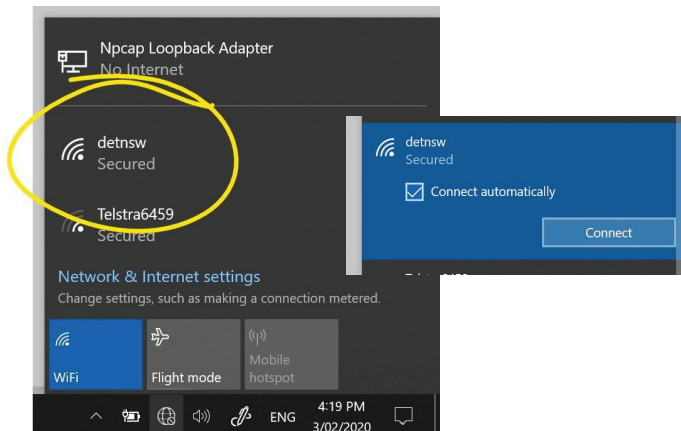 Npcap Loopback Adapter
No Internet
detnsw
Secured
Telstra6459
Secured
Network & Internet settings
Change settings, such as making a connection metered.
WiFi
Flight mode
Mobile
hotspot
ENG
4:19 PM
3/02/2020
detnsw
Secured
Connect automatically
Connect